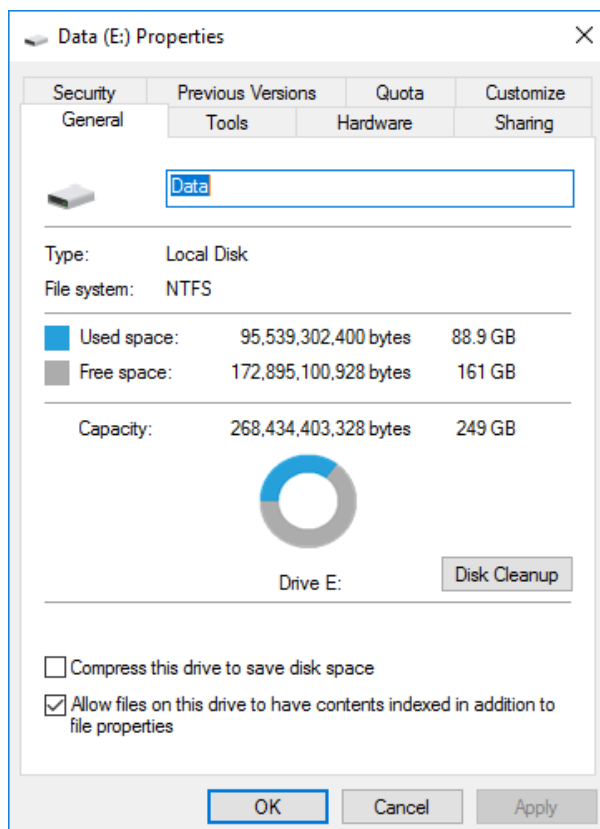 Data (E:) Properties
Security Previous Versions Quota Customize
General Tools Hardware Sharing
Data
Type: Local Disk
File system: NTFS
Used space: 95,539,302,400 bytes 88.9 GB
Free space: 172,895,100,928 bytes 161 GB
Capacity: 268,434,403,328 bytes 249 GB
Drive E:
Disk Cleanup
Compress this drive to save disk space
Allow files on this drive to have contents indexed in addition to
file properties
OK Cancel Apply